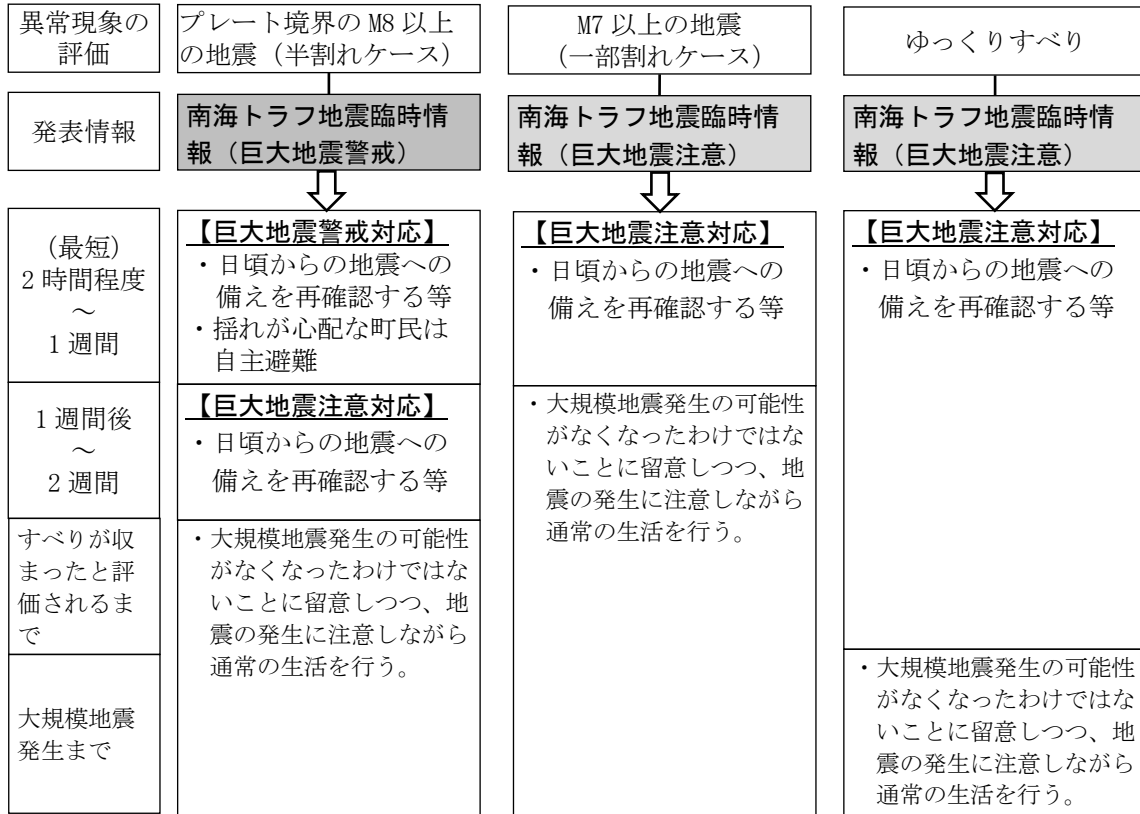 異常現象の
評価
プレート境界の M8 以上
の地震（半割れケース）
M7 以上の地震
（一部割れケース）
ゆっくりすべり
発表情報
南海トラフ地震臨時情
報（巨大地震警戒）
南海トラフ地震臨時情
報（巨大地震注意）
南海トラフ地震臨時情
報（巨大地震注意）
（最短）
2 時間程度
～
1 週間
【巨大地震警戒対応】
・日頃からの地震への
備えを再確認する等
・揺れが心配な町民は
自主避難
【巨大地震注意対応】
・日頃からの地震への
備えを再確認する等
【巨大地震注意対応】
・日頃からの地震への
備えを再確認する等
1 週間後
～
2 週間
【巨大地震注意対応】
・日頃からの地震への
備えを再確認する等
・大規模地震発生の可能性
がなくなったわけではな
いことに留意しつつ、地
震の発生に注意しながら
通常の生活を行う。
すべりが収
まったと評
価されるま
で
・大規模地震発生の可能性
がなくなったわけではな
いことに留意しつつ、地
震の発生に注意しながら
通常の生活を行う。
大規模地震
発生まで
・大規模地震発生の可能性
がなくなったわけではな
いことに留意しつつ、地
震の発生に注意しながら
通常の生活を行う。